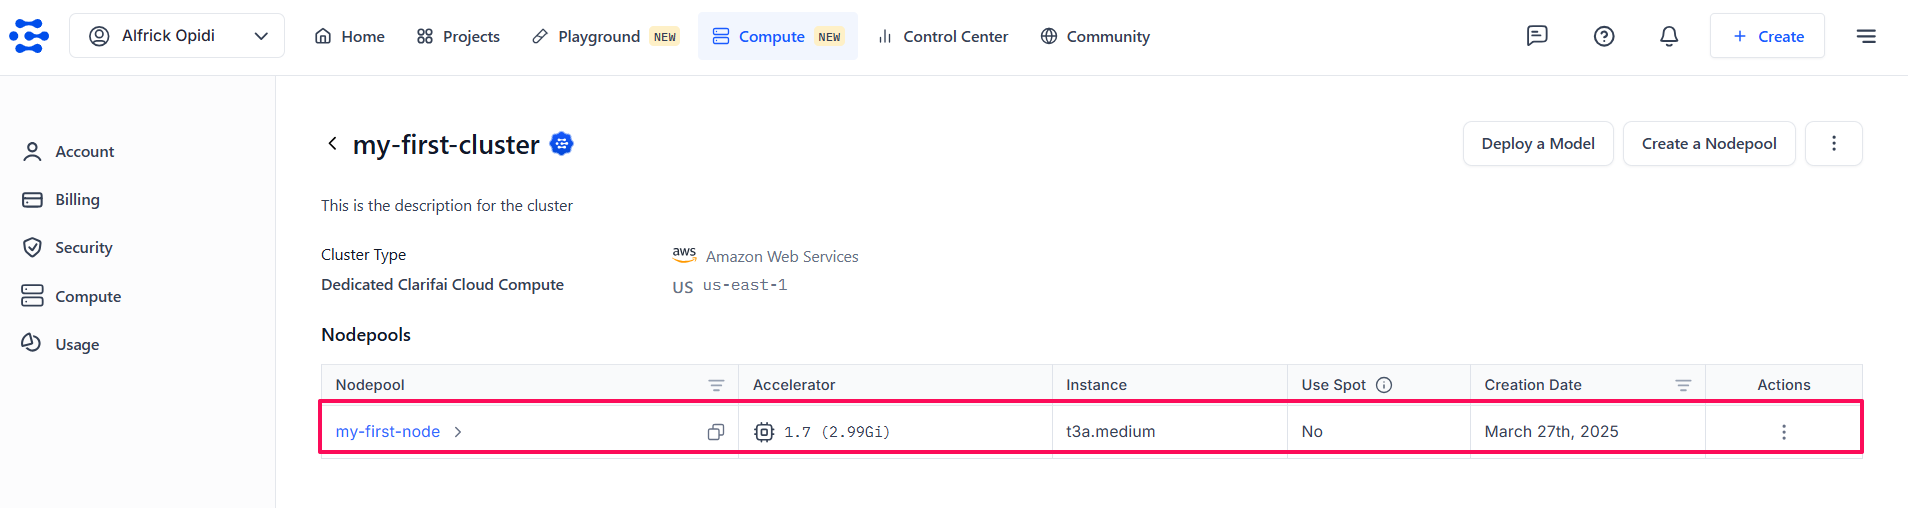 Alfrick Opidi
Home
Projects
Playground NEW
Compute NEW
Control Center
Community
+ Create
Account
Billing
Security
Compute
Usage
my-first-cluster
Deploy a Model
Create a Nodepool
This is the description for the cluster
Cluster Type
aws Amazon Web Services
Dedicated Clarifai Cloud Compute
US us-east-1
Nodepools
Nodepool Accelerator Instance Use Spot Creation Date Actions
my-first-node 1.7 (2.99Gi) t3a.medium No March 27th, 2025